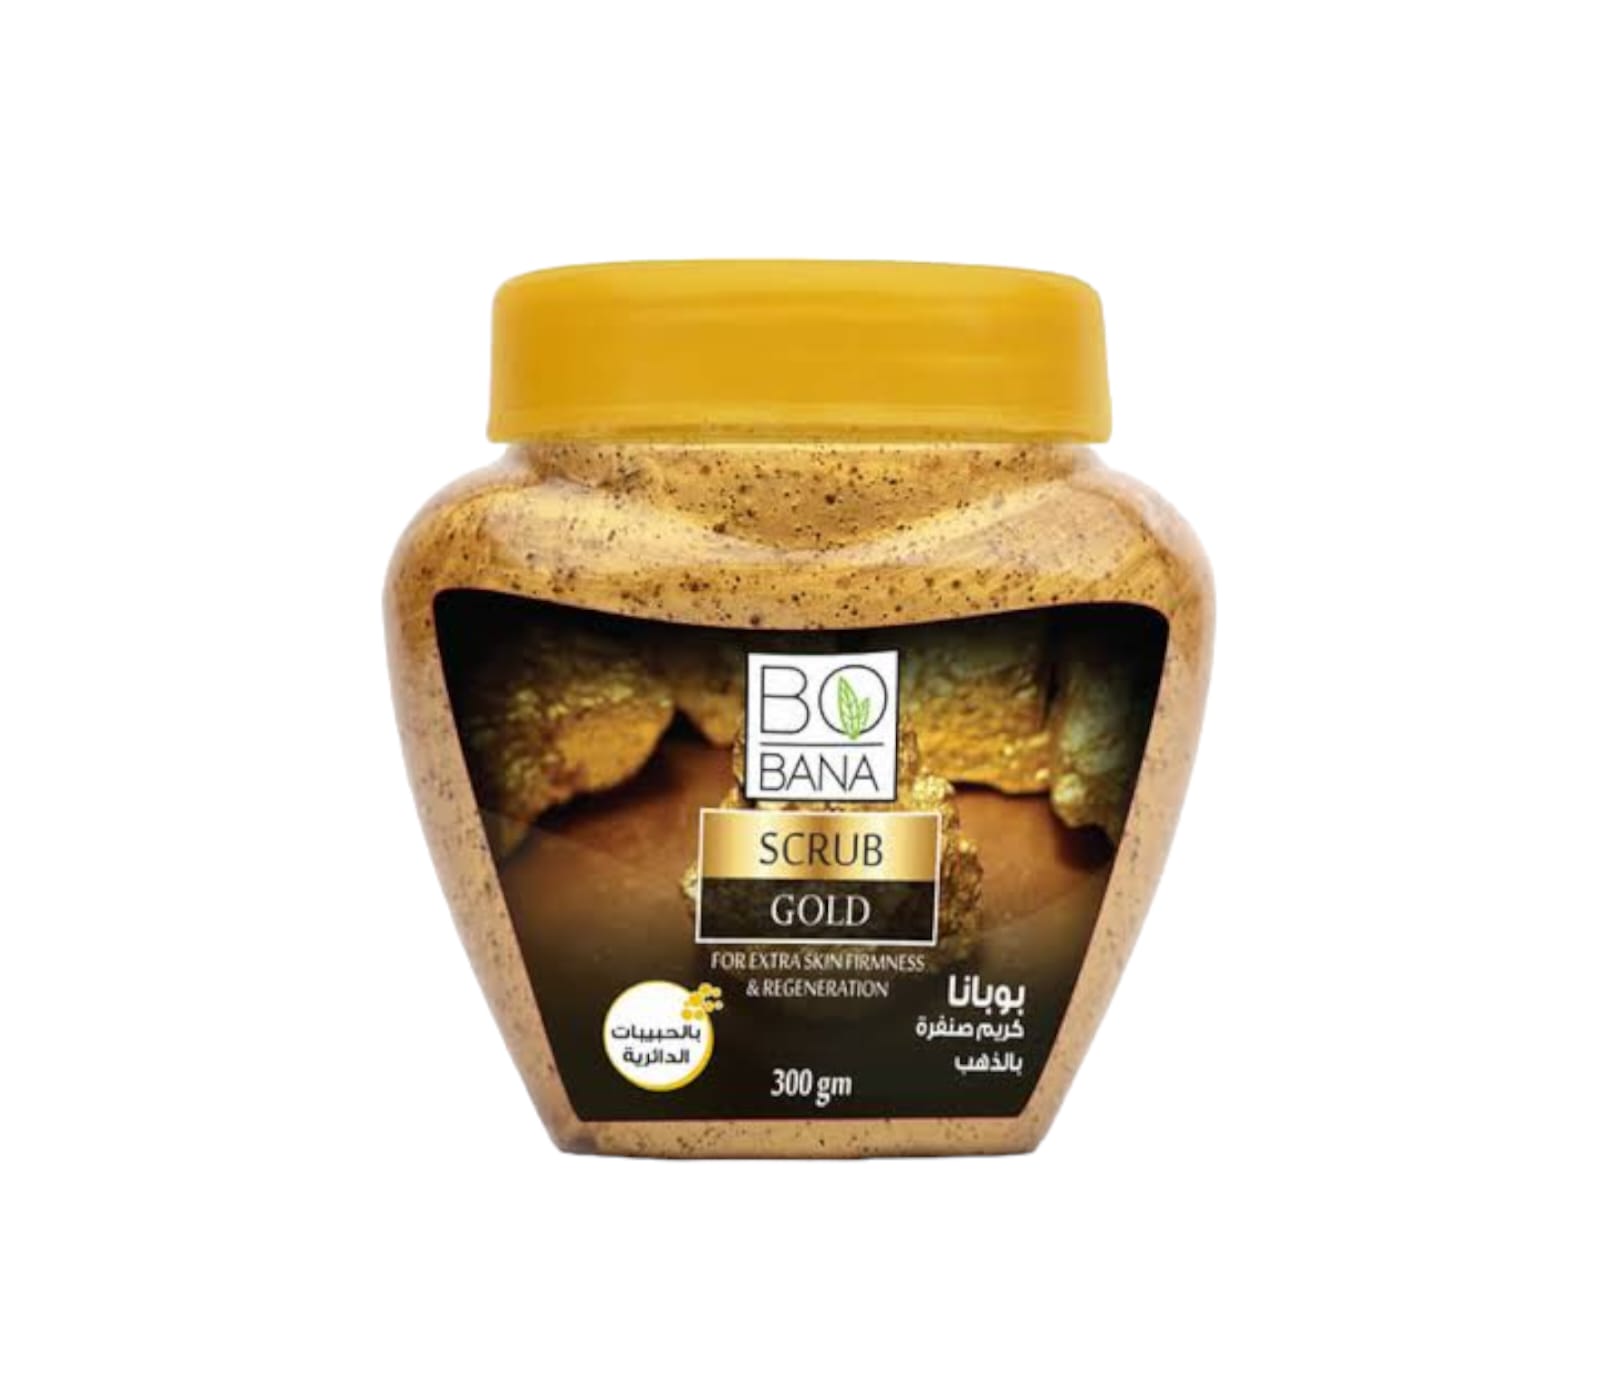 BO
BANA
SCRUB
GOLD
FOR EXTRA SKIN FIRMNESS
& REGENERATION
بوبانا
كريم صنفرة
بالذهب
بالحبيبات
الدائرية
300 gm